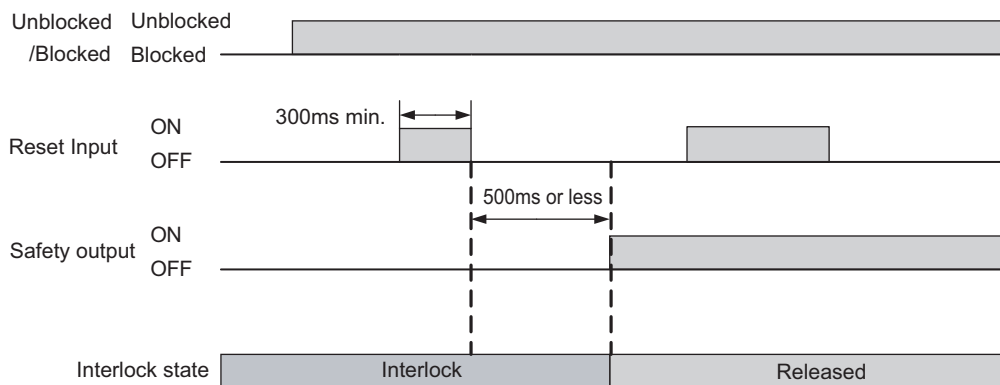 Unblocked Unblocked
/Blocked Blocked
300ms min.
Reset Input ON
OFF
500ms or less
Safety output ON
OFF
Interlock state Interlock Released